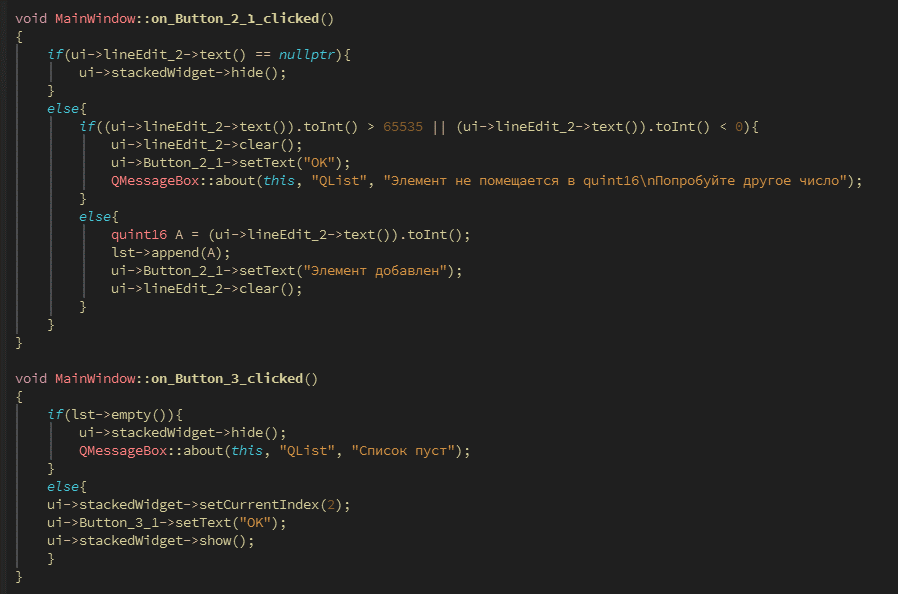 void MainWindow::on_Button_2_1_clicked()
{
    if(ui->lineEdit_2->text() == nullptr){
        ui->stackedWidget->hide();
    }
    else{
        if((ui->lineEdit_2->text()).toInt() > 65535 || (ui->lineEdit_2->text()).toInt() < 0){
            ui->lineEdit_2->clear();
            ui->Button_2_1->setText("OK");
            QMessageBox::about(this, "QList", "Элемент не помещается в quint16\nПопробуйте другое число");
        }
        else{
            quint16 A = (ui->lineEdit_2->text()).toInt();
            lst->append(A);
            ui->Button_2_1->setText("Элемент добавлен");
            ui->lineEdit_2->clear();
        }
    }
}

void MainWindow::on_Button_3_clicked()
{
    if(lst->empty()){
        ui->stackedWidget->hide();
        QMessageBox::about(this, "QList", "Список пуст");
    }
    else{
    ui->stackedWidget->setCurrentIndex(2);
    ui->Button_3_1->setText("OK");
    ui->stackedWidget->show();
    }
}